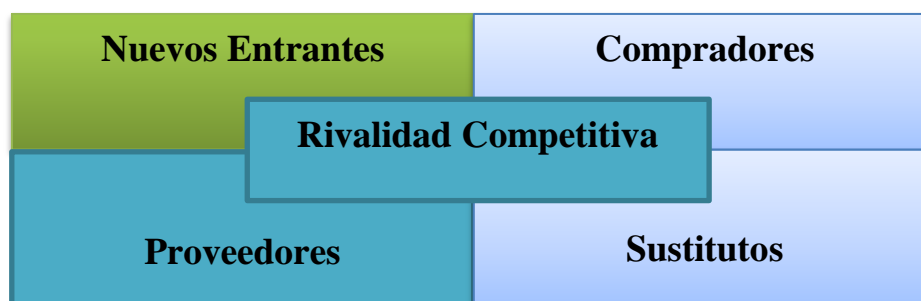 Nuevos Entrantes
Compradores
Rivalidad Competitiva
Proveedores
Sustitutos